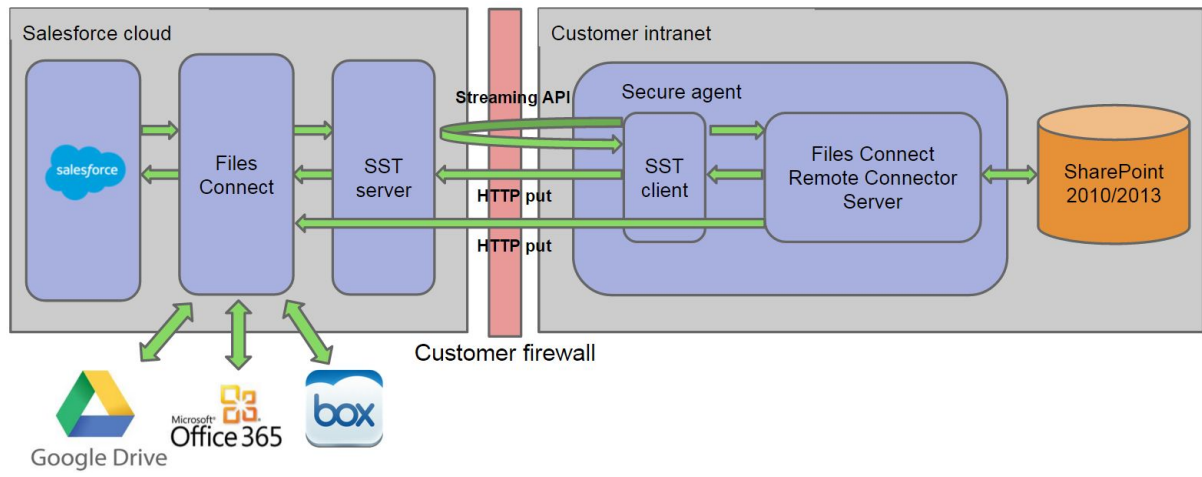 Salesforce cloud
Customer intranet
salesforce
Files
Connect
SST
server
Streaming API
HTTP put
HTTP put
Secure agent
SST
client
Files Connect
Remote Connector
Server
SharePoint
2010/2013
Customer firewall
Google Drive
Microsoft
Office 365
box